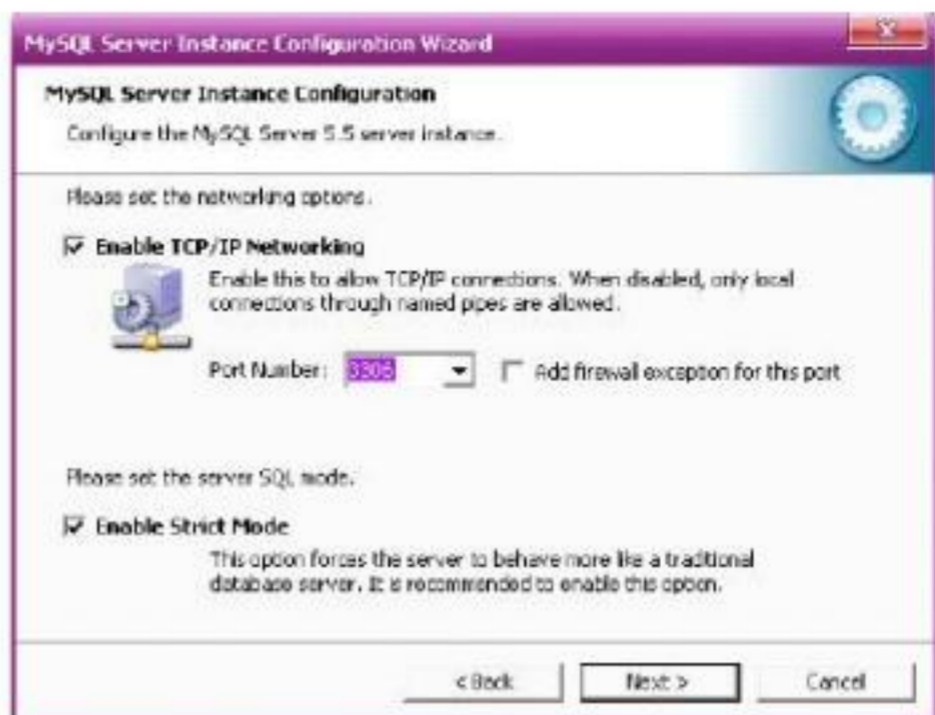 MySQL Server Instance Configuration Wizard
MySQL Server Instance Configuration
Configure the MySQL Server 5.5 server instance.
Please set the networking options.
Enable TCP/IP Networking
Enable this to allow TCP/IP connections. When disabled, only local
connections through named pipes are allowed.
Port Number: 3306 Add firewall exception for this port
Please set the server SQL mode.
Enable Strict Mode
This option forces the server to behave more like a traditional
database server. It is recommended to enable this option.
< Back Next > Cancel